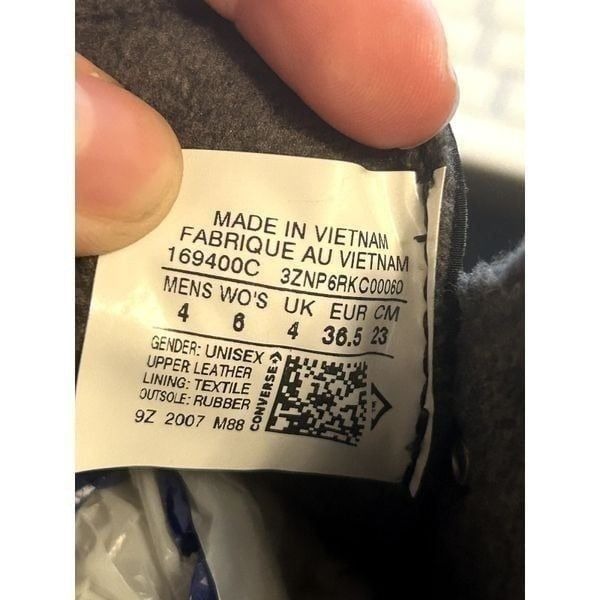 MADE IN VIETNAM
FABRIQUE AU VIETNAM
169400C 3ZNP6RKC00060
MENS WO'S UK EUR CM
4 6 4 36.5 23
GENDER: UNISEX
UPPER: LEATHER
LINING: TEXTILE
OUTSOLE: RUBBER
9Z 2007 M88
CONVERSE